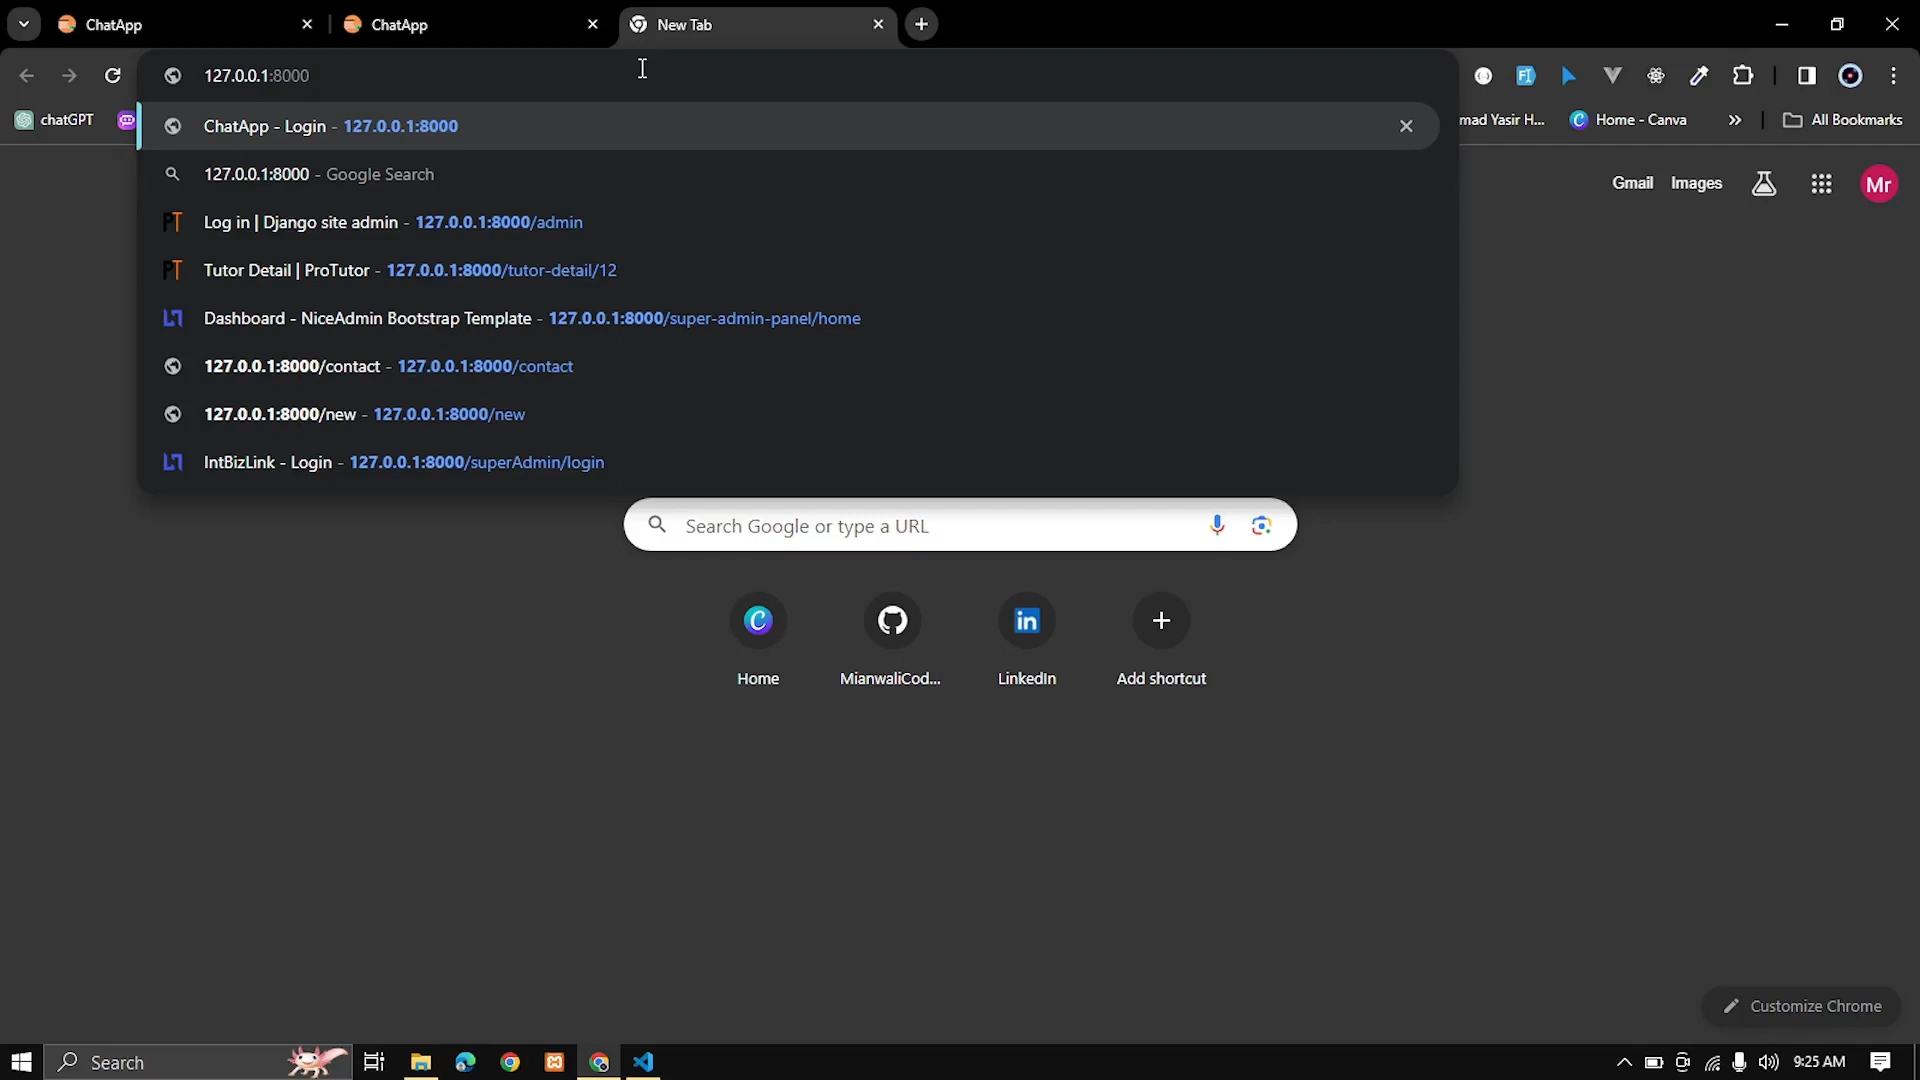 ChatApp
ChatApp
New Tab
127.0.0.1:8000
chatGPT
mad Yasir H...
Home - Canva
All Bookmarks
ChatApp - Login - 127.0.0.1:8000
127.0.0.1:8000 - Google Search
Log in | Django site admin - 127.0.0.1:8000/admin
Tutor Detail | ProTutor - 127.0.0.1:8000/tutor-detail/12
Dashboard - NiceAdmin Bootstrap Template - 127.0.0.1:8000/super-admin-panel/home
127.0.0.1:8000/contact - 127.0.0.1:8000/contact
127.0.0.1:8000/new - 127.0.0.1:8000/new
IntBizLink - Login - 127.0.0.1:8000/superAdmin/login
Gmail
Images
Mr
Search Google or type a URL
Home
MianwaliCod...
LinkedIn
Add shortcut
Customize Chrome
Search
9:25 AM